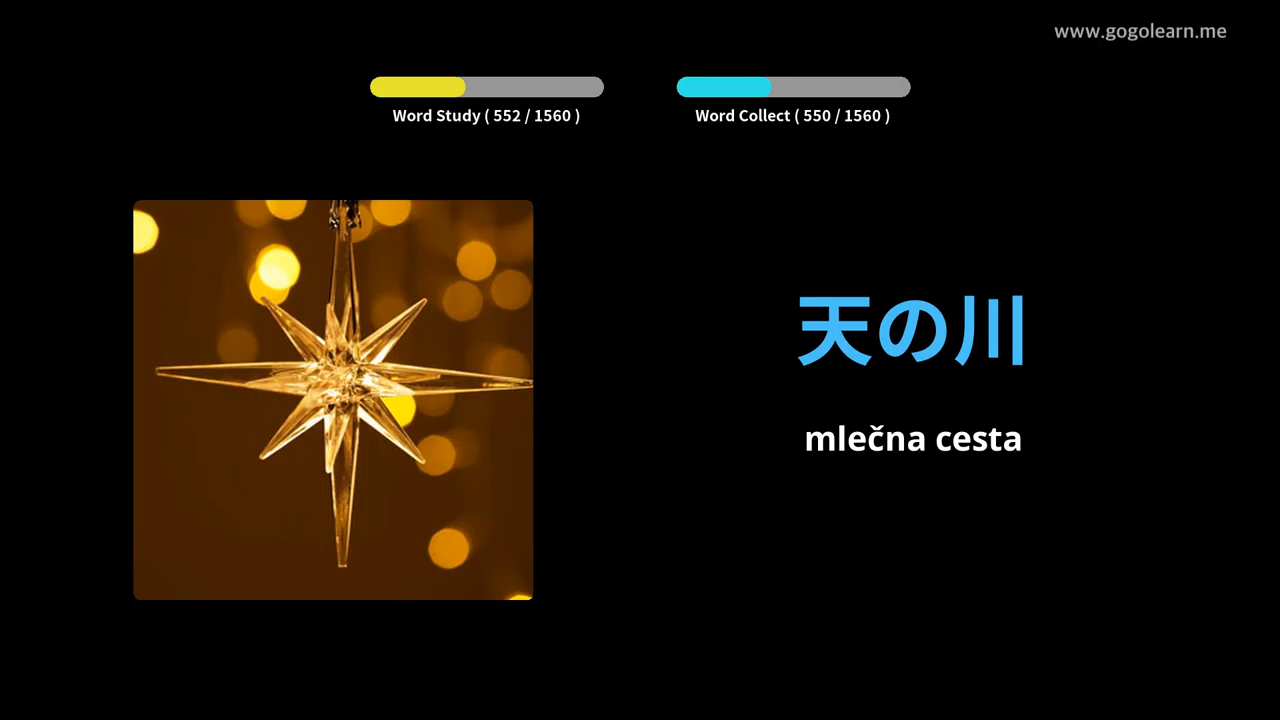 www.gogolearn.me
Word Study ( 552 / 1560 )
Word Collect ( 550 / 1560 )
天の川
mlečna cesta